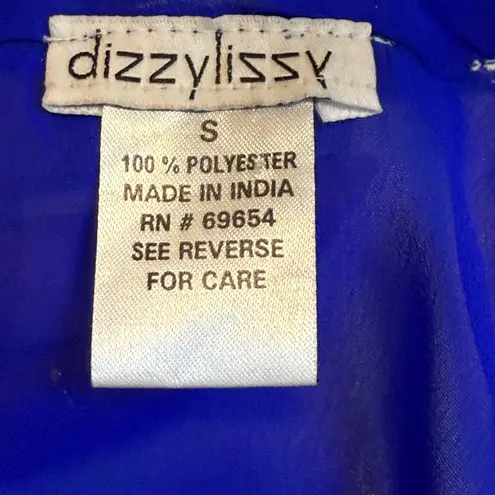 dizzylissy
S
100 % POLYESTER
MADE IN INDIA
RN # 69654
SEE REVERSE
FOR CARE